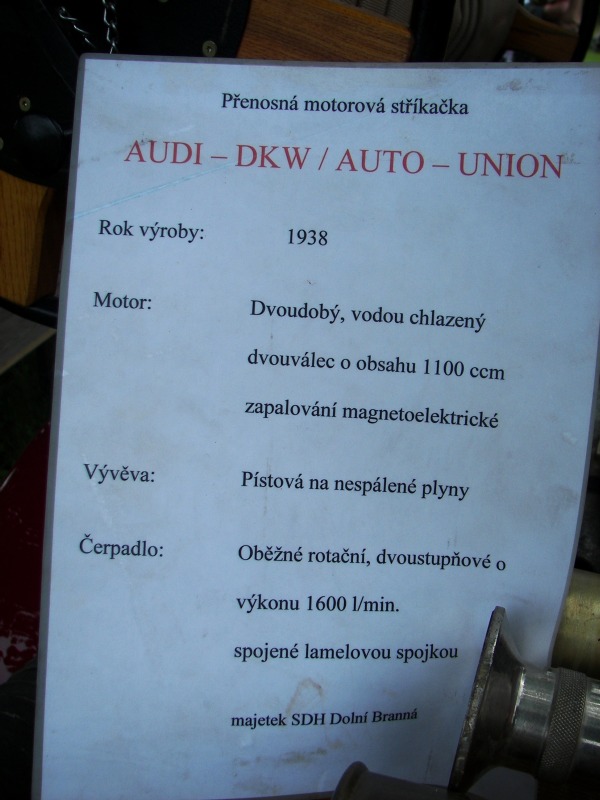 Přenosná motorová stříkačka
AUDI – DKW / AUTO – UNION
Rok výroby: 1938
Motor: Dvoudobý, vodou chlazený
dvouválec o obsahu 1100 ccm
zapalování magnetoelektrické
Vývěva: Pístová na nespálené plyny
Čerpadlo: Oběžné rotační, dvoustupňové o
výkonu 1600 l/min.
spojené lamelovou spojkou
majetek SDH Dolní Branná